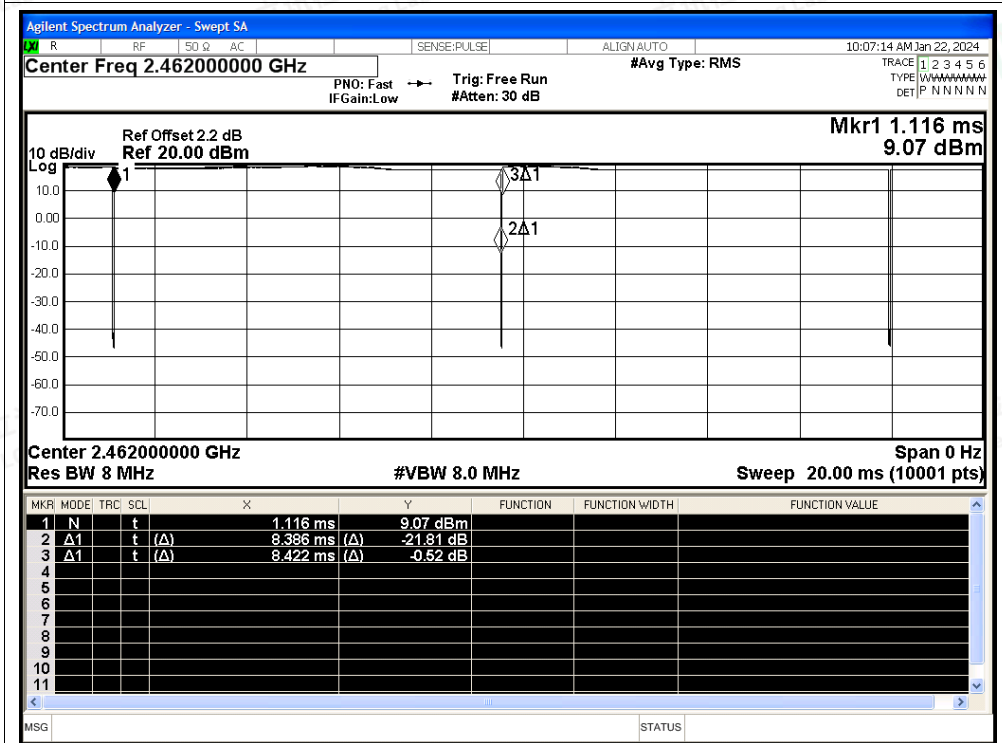 Agilent Spectrum Analyzer - Swept SA
LXI R RF 50 Ω AC SENSE:PULSE ALIGN AUTO 10:07:14 AM Jan 22, 2024
Center Freq 2.462000000 GHz #Avg Type: RMS TRACE 1 2 3 4 5 6
PNO: Fast Trig: Free Run TYPE WWWWWW
IFGain:Low #Atten: 30 dB DET P N N N N N
Mkr1 1.116 ms
Ref Offset 2.2 dB
10 dB/div Ref 20.00 dBm 9.07 dBm
Log
1 3Δ1
10.0
0.00
2Δ1
-10.0
-20.0
-30.0
-40.0
-50.0
-60.0
-70.0
Center 2.462000000 GHz Span 0 Hz
Res BW 8 MHz #VBW 8.0 MHz Sweep 20.00 ms (10001 pts)
MKR MODE TRC SCL X Y FUNCTION FUNCTION WIDTH FUNCTION VALUE
1 N t 1.116 ms 9.07 dBm
2 Δ1 t (Δ) 8.386 ms (Δ) -21.81 dB
3 Δ1 t (Δ) 8.422 ms (Δ) -0.52 dB
4
5
6
7
8
9
10
11
MSG STATUS